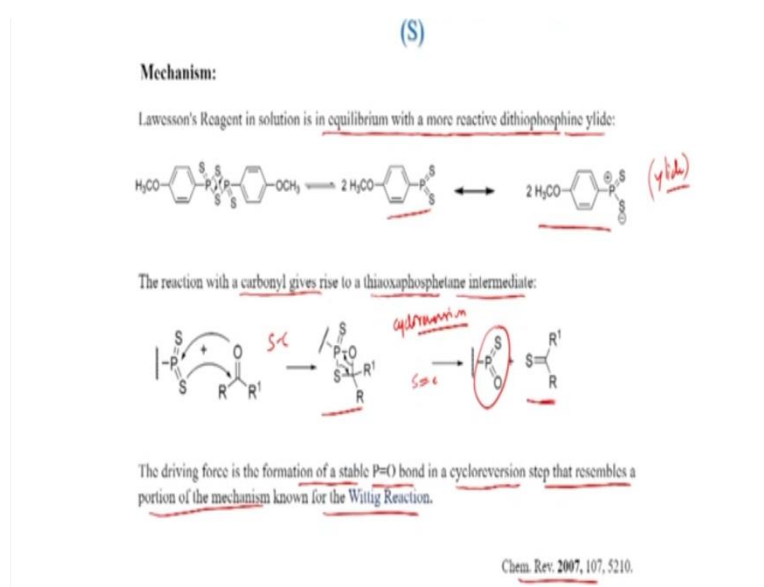 (S)
Mechanism:
Lawesson's Reagent in solution is in equilibrium with a more reactive dithiophosphine ylide:
H₃CO
S S
P P
S S
OCH₃
2 H₃CO
P
S
S
2 H₃CO
⊕
P
S
S
⊖
(ylide)
The reaction with a carbonyl gives rise to a thiaoxaphosphetane intermediate:
S
P
S
+
O
R R¹
S-C
S
P-O
S
R¹
R
S=C
S
P
O
+
S
R¹
R
The driving force is the formation of a stable P=O bond in a cycloreversion step that resembles a
portion of the mechanism known for the Wittig Reaction.
Chem. Rev. 2007, 107, 5210.